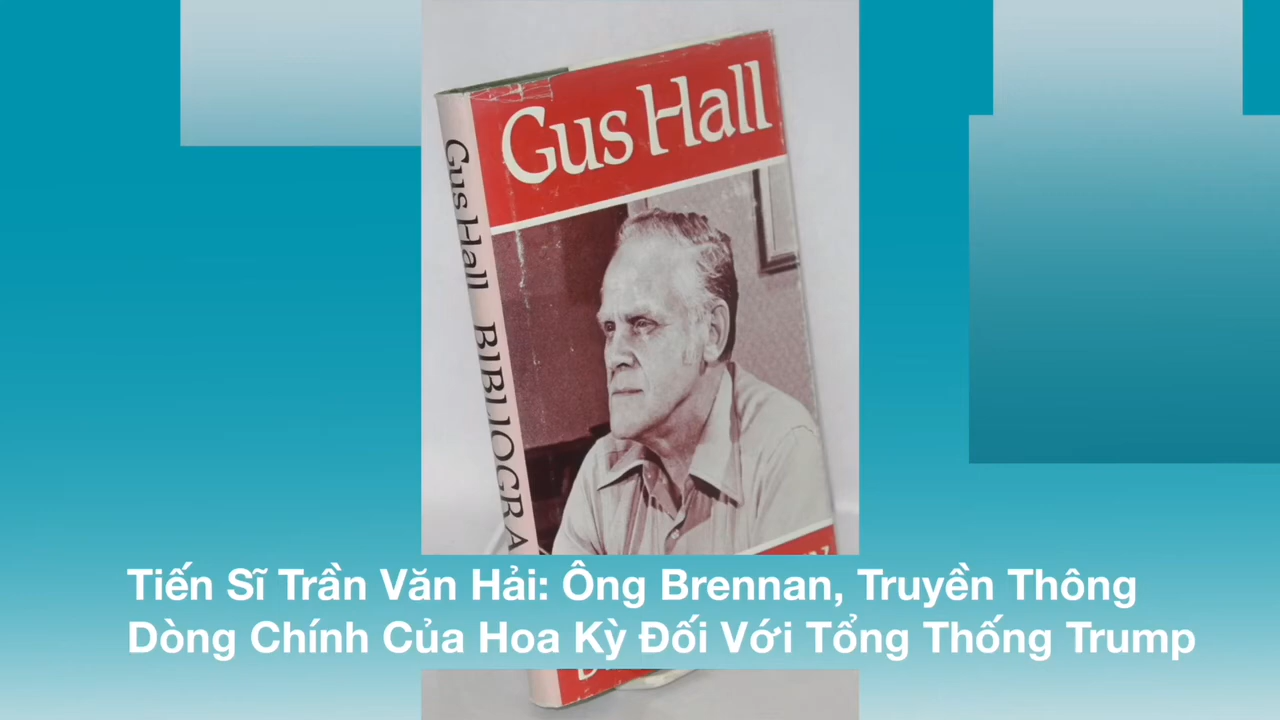 Gus Hall
Gus Hall
Tiến Sĩ Trần Văn Hải: Ông Brennan, Truyền Thông
Dòng Chính Của Hoa Kỳ Đối Với Tổng Thống Trump